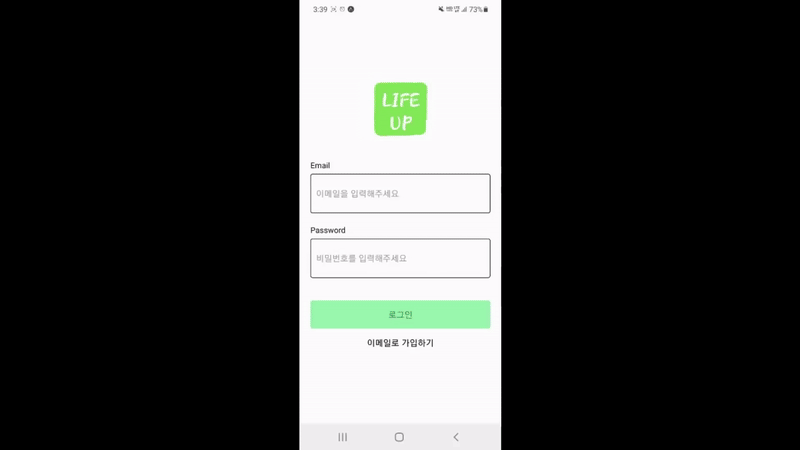 3:39
73%
LIFE
UP
Email
이메일을 입력해주세요
Password
비밀번호를 입력해주세요
로그인
이메일로 가입하기